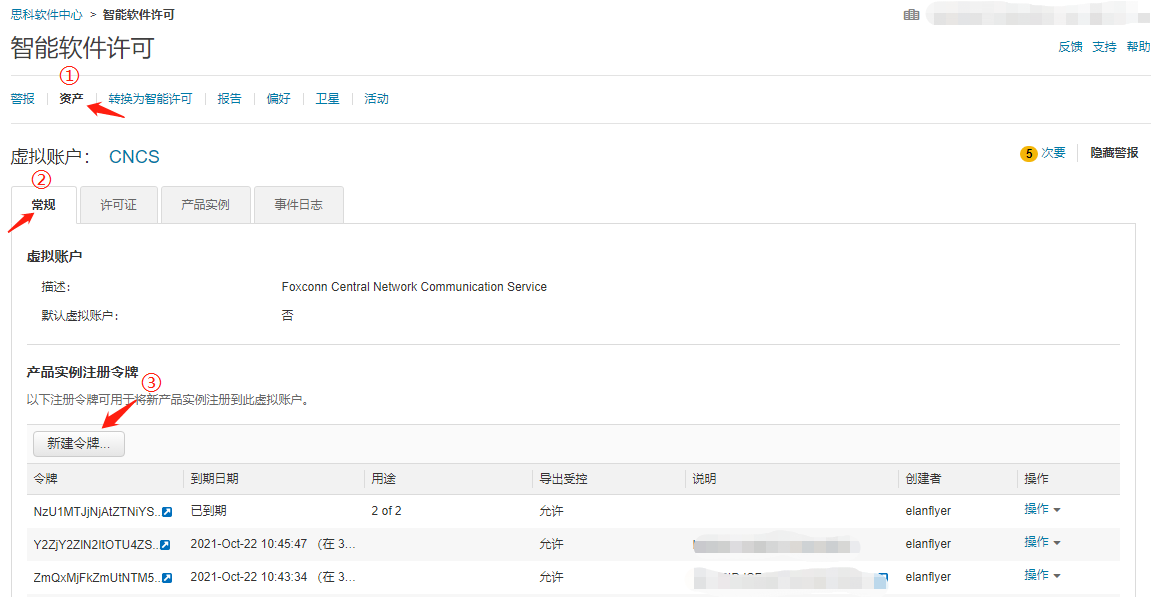 思科软件中心 > 智能软件许可
智能软件许可
反馈 支持 帮助
①
警报 资产 转换为智能许可 报告 偏好 卫星 活动
虚拟账户： CNCS
5 次要 隐藏警报
②
常规 许可证 产品实例 事件日志
虚拟账户
描述： Foxconn Central Network Communication Service
默认虚拟账户： 否
产品实例注册令牌
③
以下注册令牌可用于将新产品实例注册到此虚拟账户。
新建令牌...
令牌 到期日期 用途 导出受控 说明 创建者 操作
NzU1MTJjNjAtZTNiYS.. 已到期 2 of 2 允许 elanflyer 操作
Y2ZjY2ZlN2ItOTU4ZS.. 2021-Oct-22 10:45:47 （在 3... 允许 elanflyer 操作
ZmQxMjFkZmUtNTM5.. 2021-Oct-22 10:43:34 （在 3... 允许 elanflyer 操作